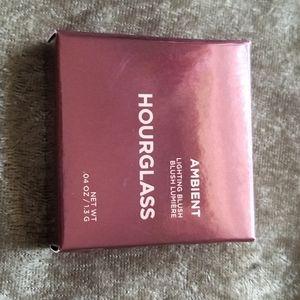 AMBIENT
LIGHTING BLUSH
BLUSH LUMIÈRE
HOURGLASS
NET WT
.04 OZ / 1.3 G